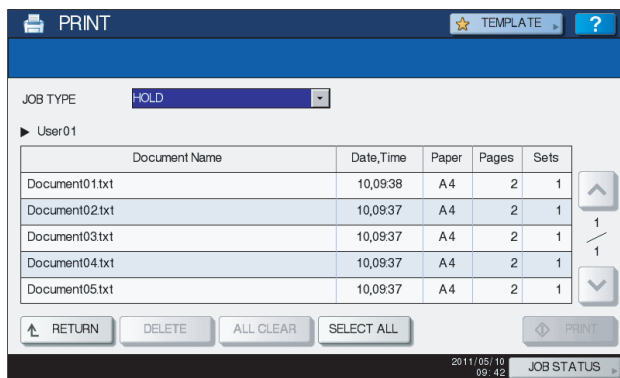 PRINT
TEMPLATE
?
JOB TYPE HOLD
User01
Document Name Date,Time Paper Pages Sets
Document01.txt 10,09:38 A4 2 1
Document02.txt 10,09:37 A4 2 1
Document03.txt 10,09:37 A4 2 1
Document04.txt 10,09:37 A4 2 1
Document05.txt 10,09:37 A4 2 1
1
1
RETURN DELETE ALL CLEAR SELECT ALL PRINT
2011/05/10
09:42
JOB STATUS